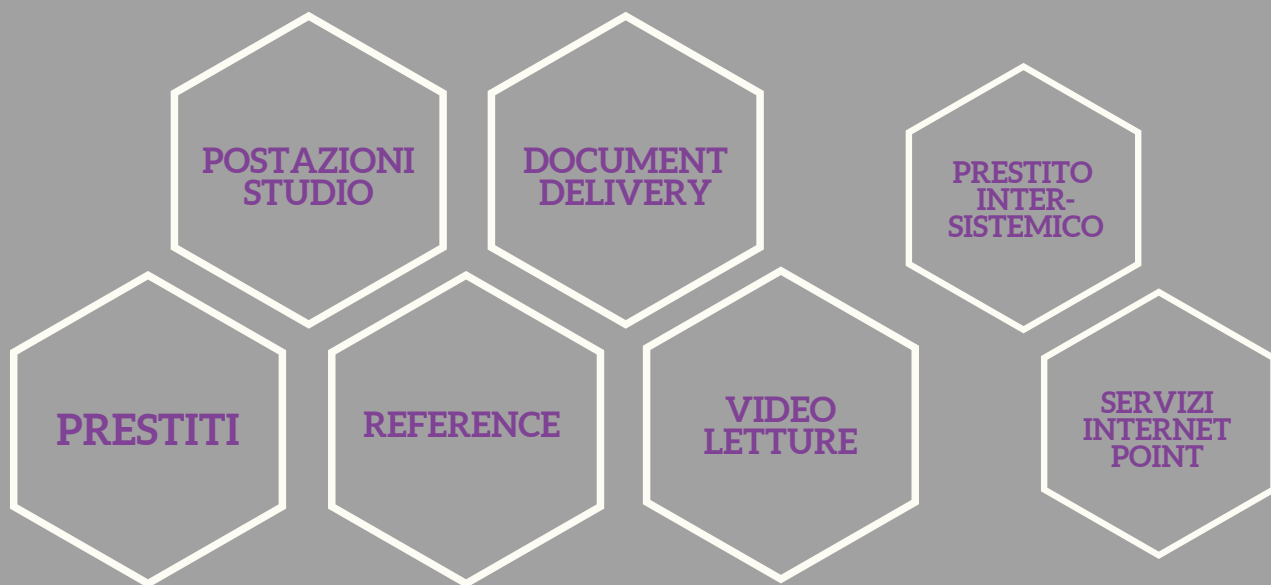 POSTAZIONI
STUDIO
DOCUMENT
DELIVERY
PRESTITO
INTER-
SISTEMICO
PRESTITI
REFERENCE
VIDEO
LETTURE
SERVIZI
INTERNET
POINT